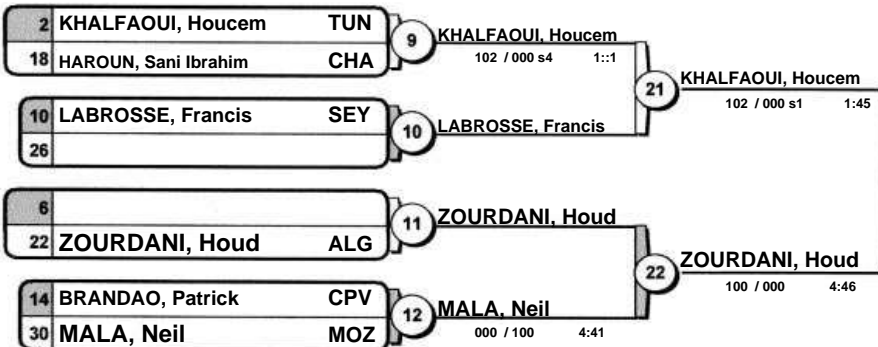 2 KHALFAOUI, Houcem TUN
18 HAROUN, Sani Ibrahim CHA
9
KHALFAOUI, Houcem
102 / 000 s4 1::1
10 LABROSSE, Francis SEY
26
10
LABROSSE, Francis
21
KHALFAOUI, Houcem
102 / 000 s1 1:45
6
22 ZOURDANI, Houd ALG
11
ZOURDANI, Houd
14 BRANDAO, Patrick CPV
30 MALA, Neil MOZ
12
MALA, Neil
000 / 100 4:41
22
ZOURDANI, Houd
100 / 000 4:46